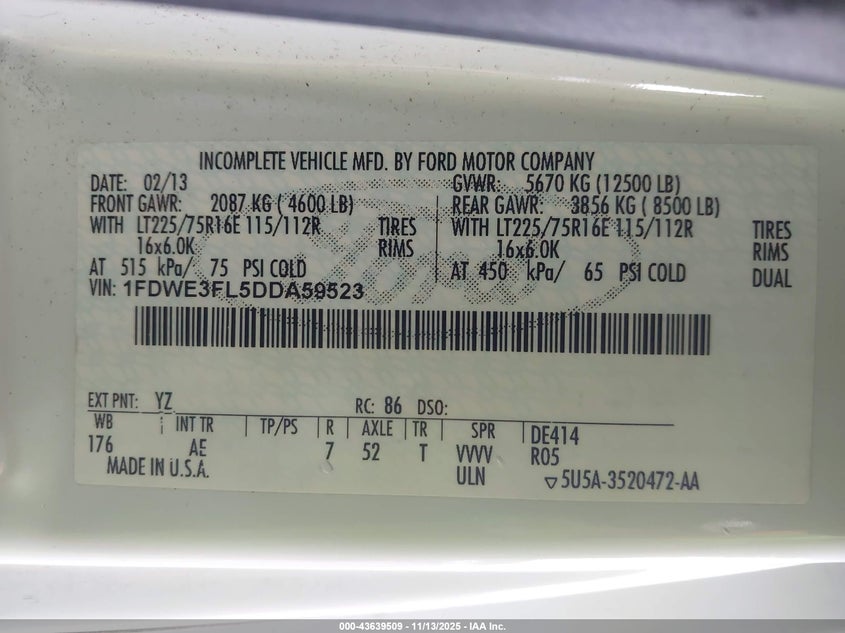 INCOMPLETE VEHICLE MFD. BY FORD MOTOR COMPANY
DATE: 02/13 GVWR: 5670 KG (12500 LB)
FRONT GAWR: 2087 KG ( 4600 LB) REAR GAWR: 3856 KG ( 8500 LB)
WITH LT225/75R16E 115/112R TIRES WITH LT225/75R16E 115/112R TIRES
16x6.0K RIMS 16x6.0K RIMS
AT 515 kPa/ 75 PSI COLD AT 450 kPa/ 65 PSI COLD DUAL
VIN: 1FDWE3FL5DDA59523
Ford
EXT PNT: YZ RC: 86 DSO:
WB INT TR TP/PS R AXLE TR SPR DE414
176 AE 7 52 T VVVV R05
MADE IN U.S.A. ULN 5U5A-3520472-AA
000-43639509 - 11/13/2025 - IAA Inc.